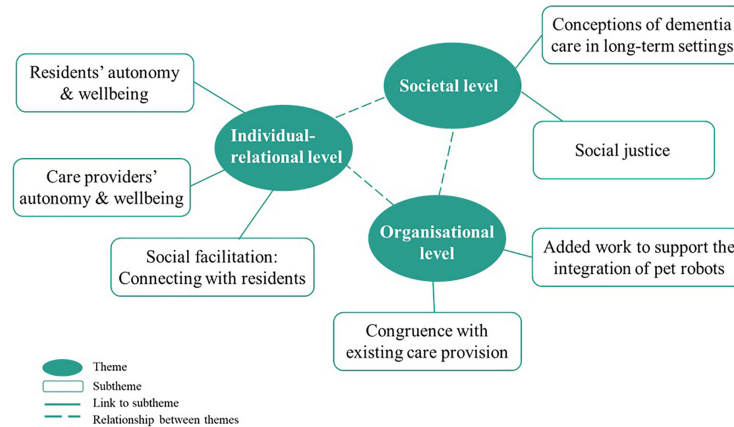 Conceptions of dementia
care in long-term settings
Residents' autonomy
& wellbeing
Societal level
Individual-
relational level
Social justice
Care providers'
autonomy & wellbeing
Organisational
level
Social facilitation:
Connecting with residents
Added work to support the
integration of pet robots
Congruence with
existing care provision
Theme
Subtheme
Link to subtheme
Relationship between themes